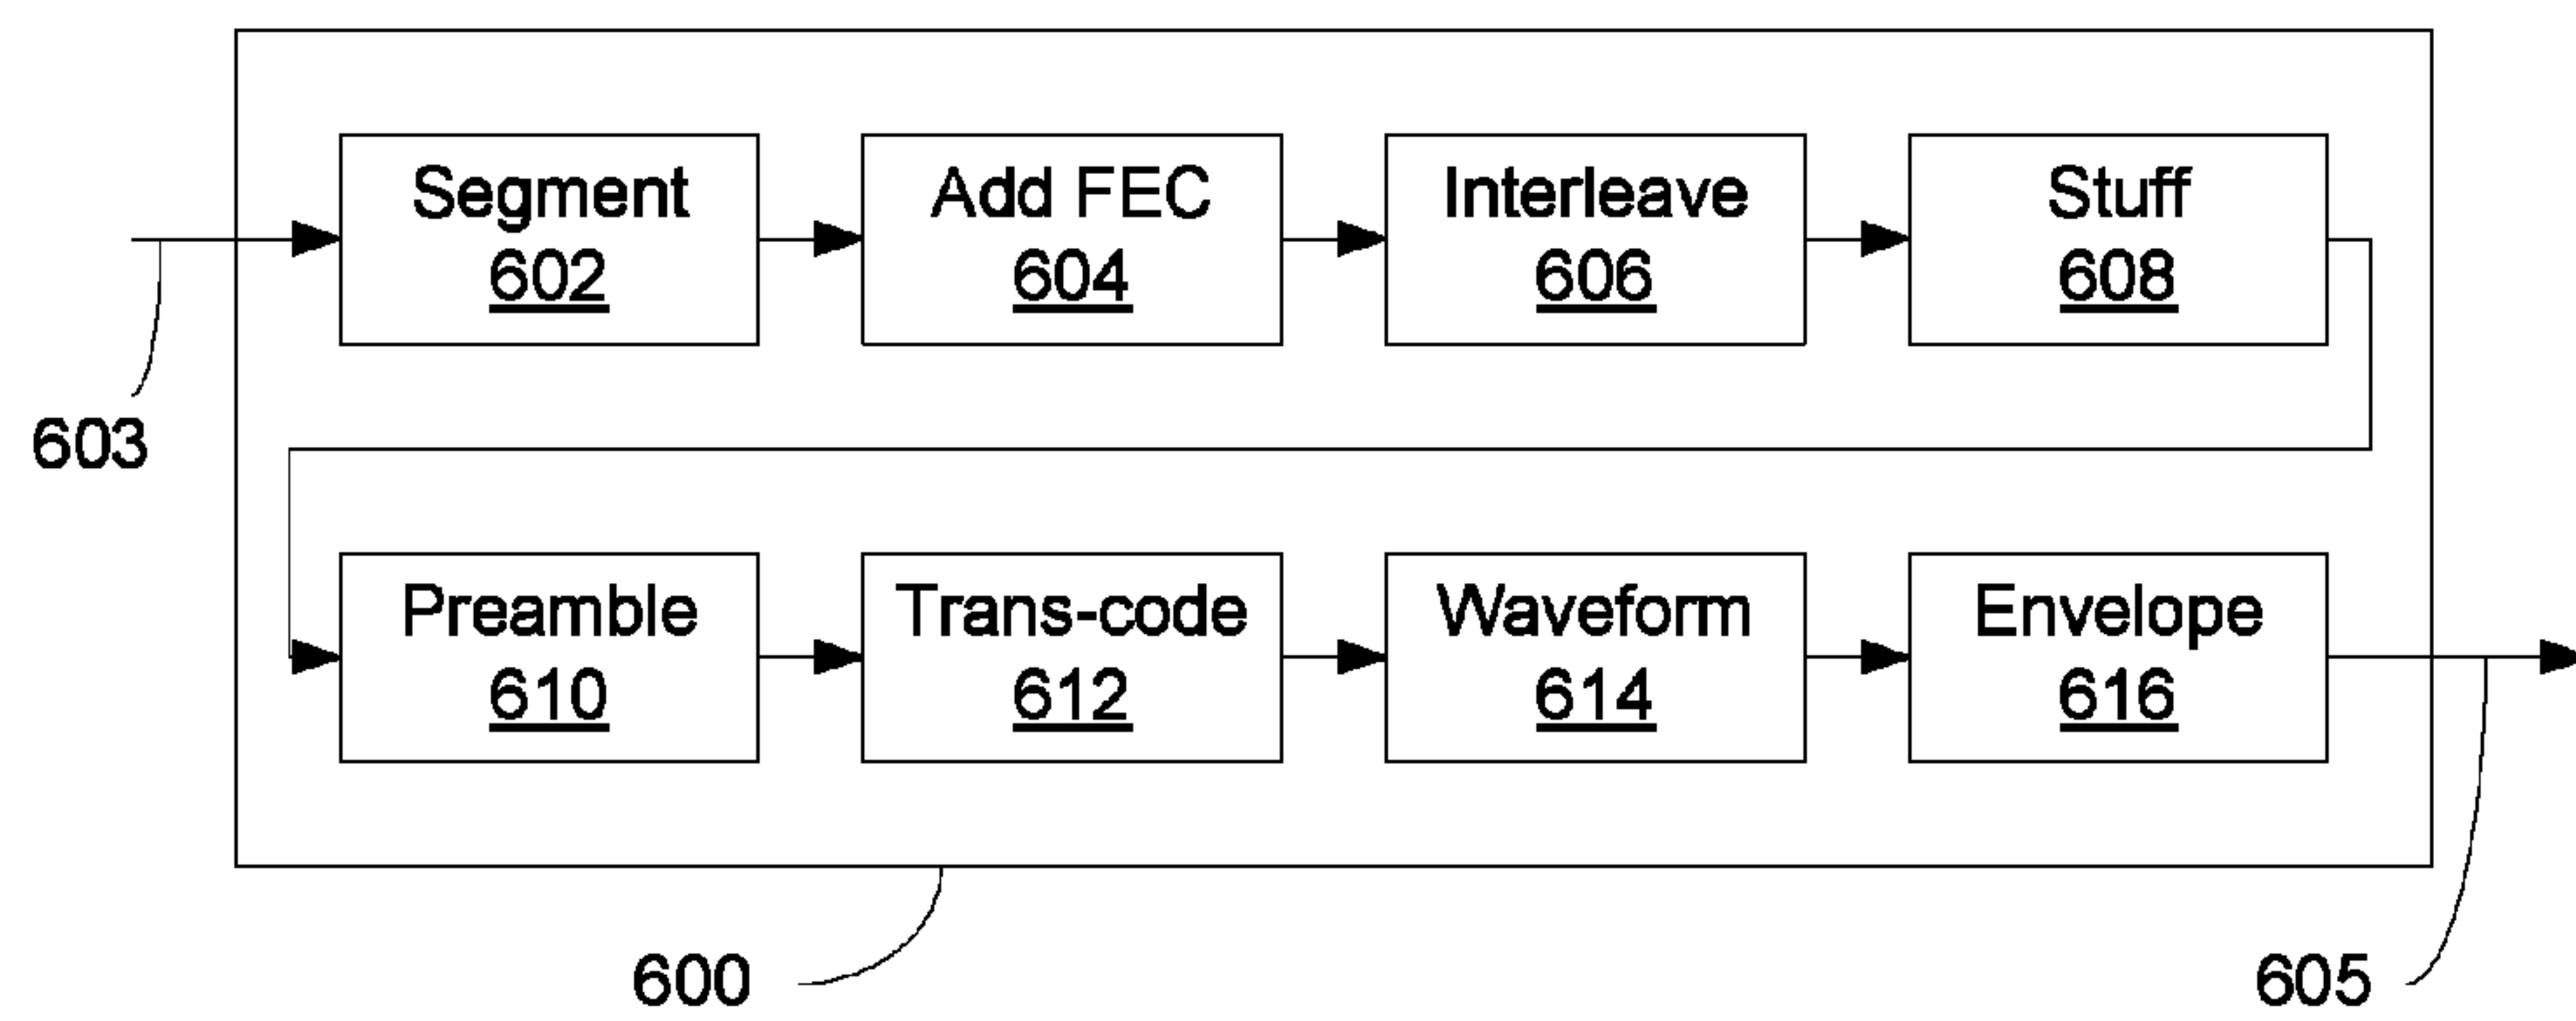 Segment
602
Add FEC
604
Interleave
606
Stuff
608
603
Preamble
610
Trans-code
612
Waveform
614
Envelope
616
600
605